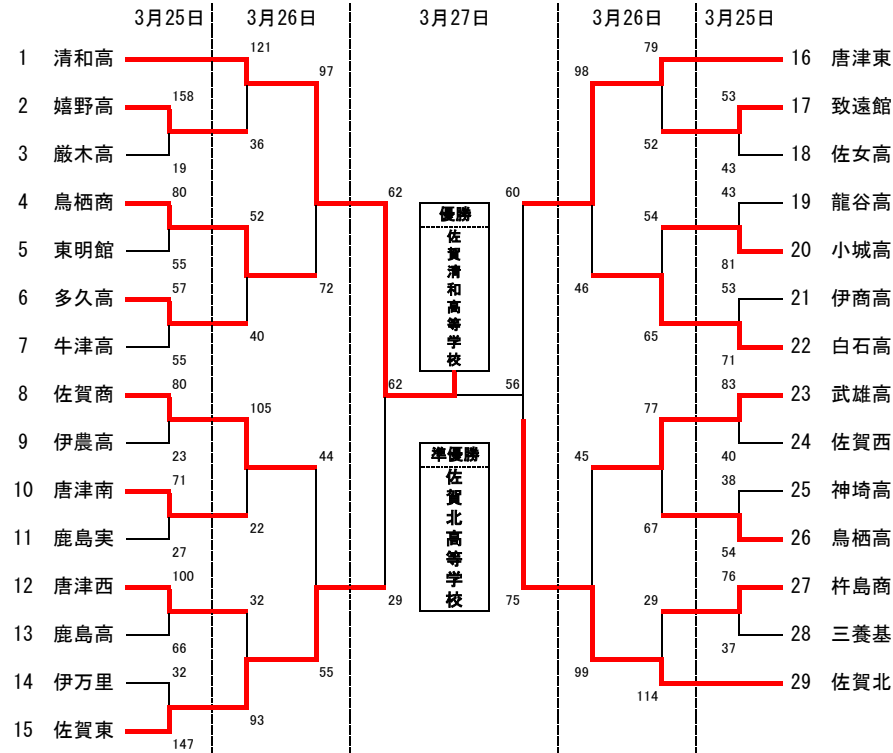 3月25日 3月26日 3月27日 3月26日 3月25日
121 79
1 清和高 97 98 16 唐津東
158 53
2 嬉野高 17 致遠館
36 52
3 厳木高 18 佐女高
19 43
80 62 60 43
4 鳥栖商 52 優勝 54 19 龍谷高
佐賀清和高等学校
5 東明館 20 小城高
55 81
57 72 46 53
6 多久高 21 伊商高
40 65
7 牛津高 22 白石高
55 71
80 62 56 83
8 佐賀商 105 77 23 武雄高
9 伊農高 24 佐賀西
23 44 準優勝 45 40
71 佐賀北高等学校 38
10 唐津南 25 神埼高
22 67
11 鹿島実 26 鳥栖高
27 54
100 76
12 唐津西 29 75 27 杵島商
32 29
13 鹿島高 28 三養基
66 37
32 55 99
14 伊万里 29 佐賀北
93 114
15 佐賀東
147